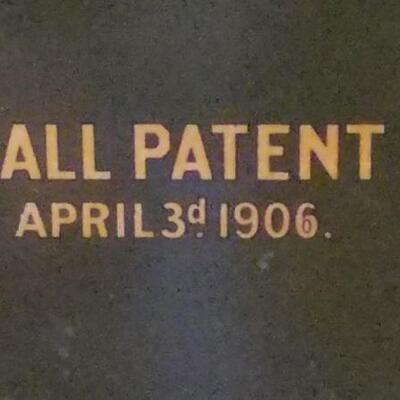 ALL PATENT
APRIL 3d 1906.